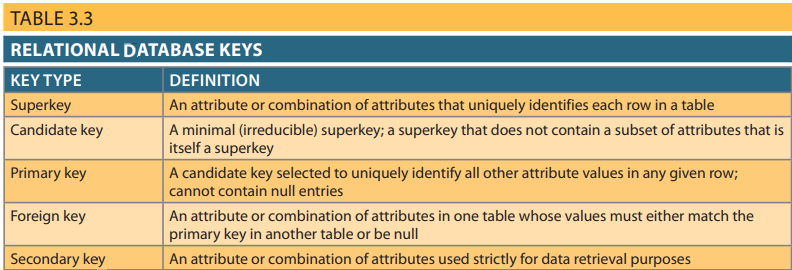 TABLE 3.3
RELATIONAL DATABASE KEYS
KEY TYPE DEFINITION
Superkey An attribute or combination of attributes that uniquely identifies each row in a table
Candidate key A minimal (irreducible) superkey; a superkey that does not contain a subset of attributes that is
itself a superkey
Primary key A candidate key selected to uniquely identify all other attribute values in any given row;
cannot contain null entries
Foreign key An attribute or combination of attributes in one table whose values must either match the
primary key in another table or be null
Secondary key An attribute or combination of attributes used strictly for data retrieval purposes